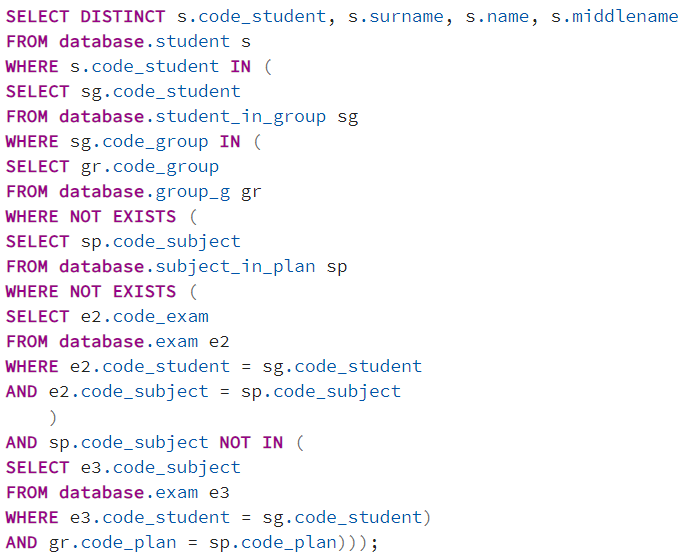 SELECT DISTINCT s.code_student, s.surname, s.name, s.middlename
FROM database.student s
WHERE s.code_student IN (
SELECT sg.code_student
FROM database.student_in_group sg
WHERE sg.code_group IN (
SELECT gr.code_group
FROM database.group_g gr
WHERE NOT EXISTS (
SELECT sp.code_subject
FROM database.subject_in_plan sp
WHERE NOT EXISTS (
SELECT e2.code_exam
FROM database.exam e2
WHERE e2.code_student = sg.code_student
AND e2.code_subject = sp.code_subject
    )
AND sp.code_subject NOT IN (
SELECT e3.code_subject
FROM database.exam e3
WHERE e3.code_student = sg.code_student)
AND gr.code_plan = sp.code_plan)));